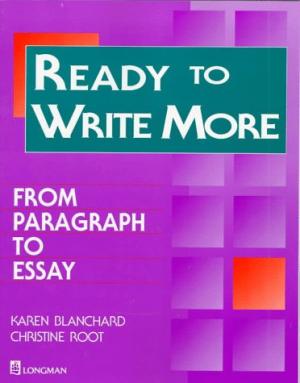 READY TO
WRITE MORE
FROM
PARAGRAPH
TO
ESSAY
KAREN BLANCHARD
CHRISTINE ROOT
LONGMAN